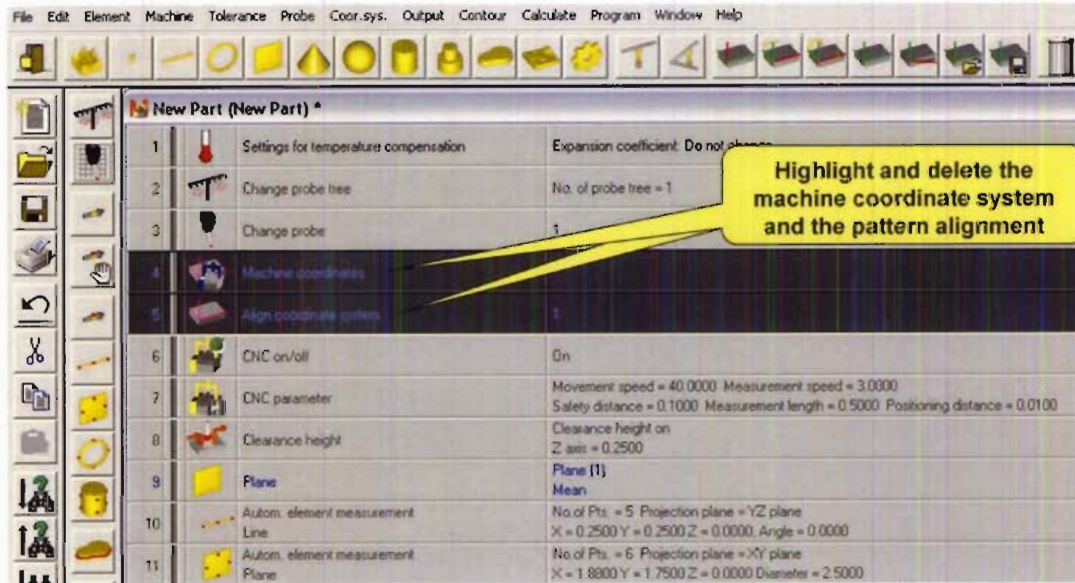 File Edit Element Machine Tolerance Probe Coor.sys. Output Contour Calculate Program Window Help
New Part (New Part) *
1 Settings for temperature compensation Expansion coefficient: Do not change
2 Change probe tree No. of probe tree = 1
3 Change probe 1
Highlight and delete the
machine coordinate system
and the pattern alignment
4 Machine coordinates
5 Align coordinate system 1
6 CNC on/off On
7 CNC parameter Movement speed = 40.0000 Measurement speed = 3.0000
Safety distance = 0.1000 Measurement length = 0.5000 Positioning distance = 0.0100
8 Clearance height Clearance height on
Z axis = 0.2500
9 Plane Plane (1)
Mean
10 Autom. element measurement No.of Pts. = 5 Projection plane = YZ plane
Line X = 0.2500 Y = 0.2500 Z = 0.0000, Angle = 0.0000
11 Autom. element measurement No.of Pts. = 6 Projection plane = XY plane
Plane X = 1.8800 Y = 1.7500 Z = 0.0000 Diameter = 2.5000